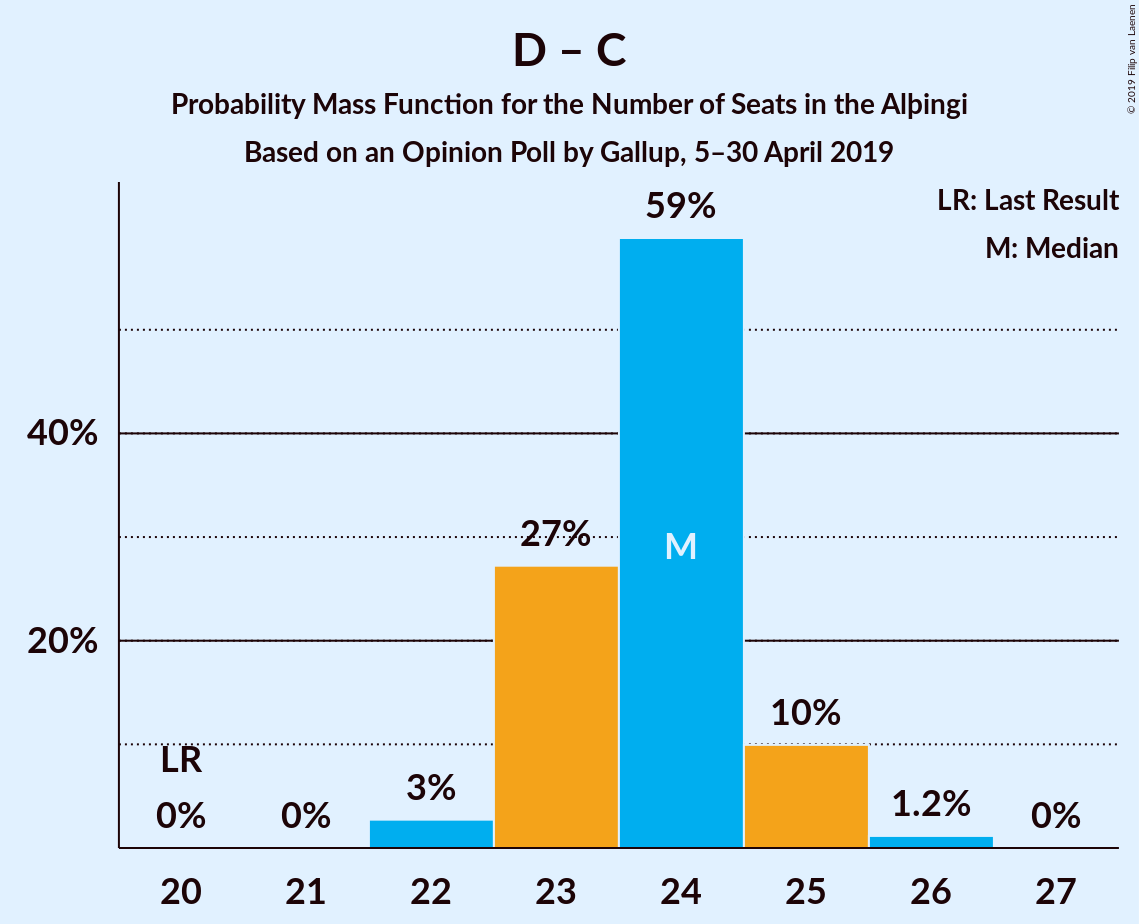 D – C
Probability Mass Function for the Number of Seats in the Alþingi
Based on an Opinion Poll by Gallup, 5–30 April 2019
© 2019 Filip van Laenen
LR: Last Result
M: Median
59%
40%
27%
M
20%
10%
LR
3%
1.2%
0%
0%
0%
20
21
22
23
24
25
26
27